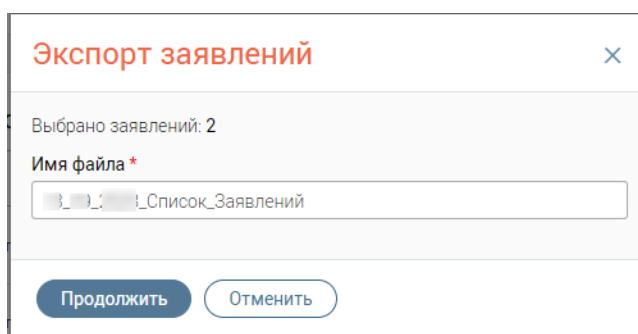 Экспорт заявлений
Выбрано заявлений: 2
Имя файла *
_Список_Заявлений
Продолжить Отменить